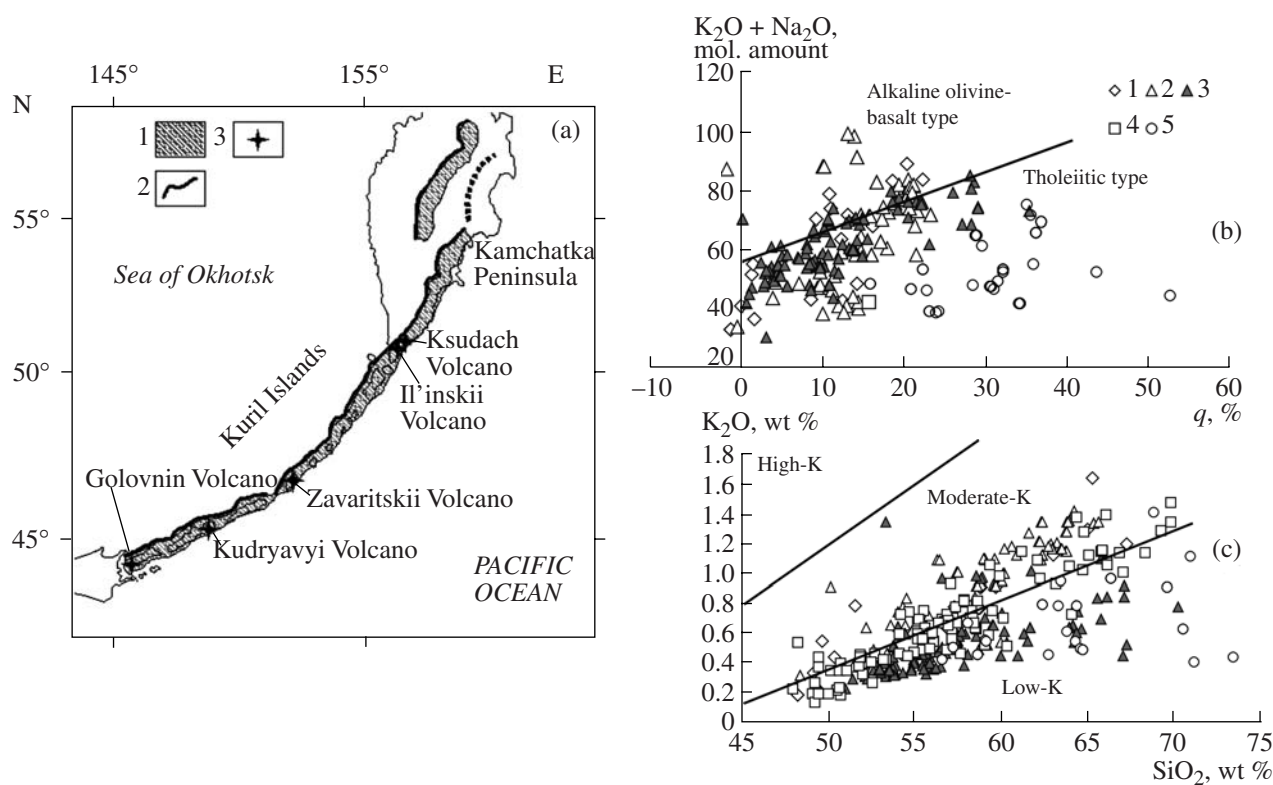 145°
155°
E
N
(a)
1
3
2
55°
Kamchatka
Peninsula
Sea of Okhotsk
Ksudach
Volcano
50°
Il’inskii
Volcano
Kuril Islands
Golovnin Volcano
Zavaritskii Volcano
45°
Kudryavyi Volcano
PACIFIC
OCEAN
145°
155°
K₂O + Na₂O,
mol. amount
120
100
80
60
40
20
Alkaline olivine-
basalt type
1 2 3
4 5
Tholeiitic type
(b)
–10 0 10 20 30 40 50 60
q, %
K₂O, wt %
1.8
1.6
1.4
1.2
1.0
0.8
0.6
0.4
0.2
0
High-K
Moderate-K
(c)
Low-K
45 50 55 60 65 70 75
SiO₂, wt %